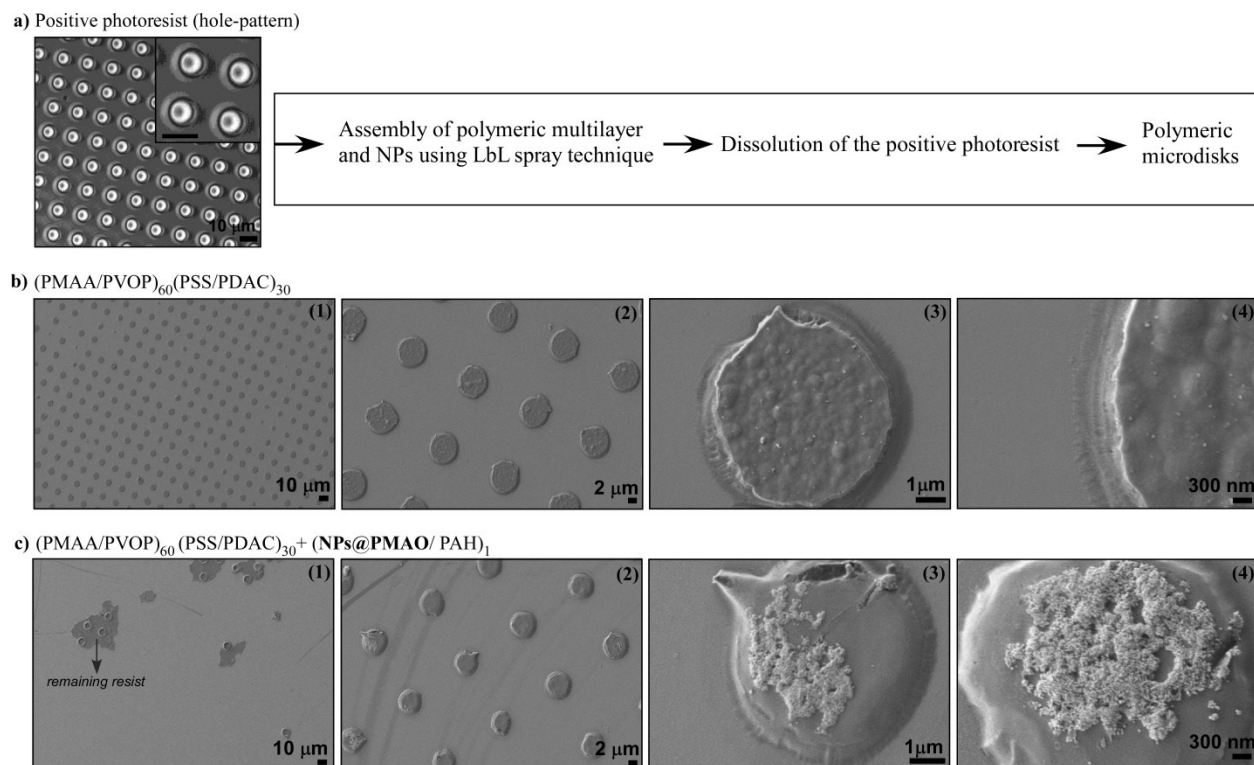 a) Positive photoresist (hole-pattern)
10 μm
Assembly of polymeric multilayer
and NPs using LbL spray technique
Dissolution of the positive photoresist
Polymeric
microdisks
b) (PMAA/PVOP)60(PSS/PDAC)30
(1)
10 μm
(2)
2 μm
(3)
1μm
(4)
300 nm
c) (PMAA/PVOP)60 (PSS/PDAC)30+ (NPs@PMAO/ PAH)1
(1)
remaining resist
10 μm
(2)
2 μm
(3)
1μm
(4)
300 nm